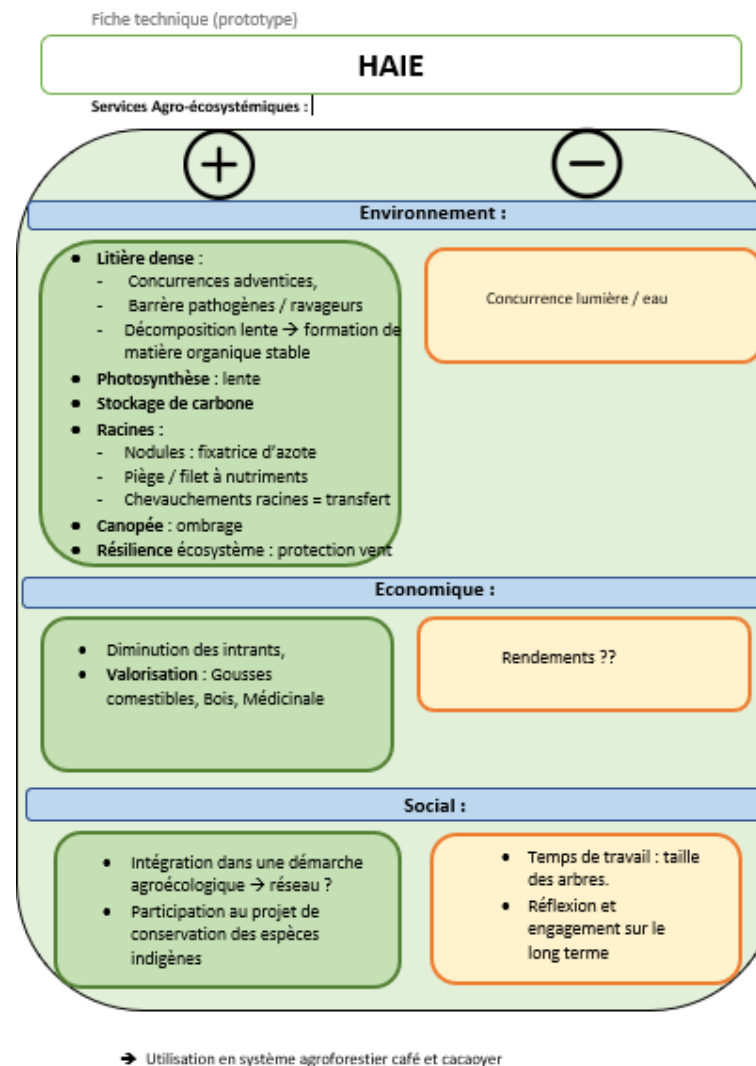 Fiche technique (prototype)
HAIE
Services Agro-écosystémiques :
+
−
Environnement :
● Litière dense :
- Concurrences adventices,
- Barrère pathogènes / ravageurs
- Décomposition lente → formation de
matière organique stable
● Photosynthèse : lente
● Stockage de carbone
● Racines :
- Nodules : fixatrice d'azote
- Piège / filet à nutriments
- Chevauchements racines = transfert
● Canopée : ombrage
● Résilience écosystème : protection vent
Concurrence lumière / eau
Economique :
● Diminution des intrants,
● Valorisation : Gousses
comestibles, Bois, Médicinale
Rendements ??
Social :
● Intégration dans une démarche
agroécologique → réseau ?
● Participation au projet de
conservation des espèces
indigènes
● Temps de travail : taille
des arbres.
● Réflexion et
engagement sur le
long terme
→ Utilisation en système agroforestier café et cacaoyer